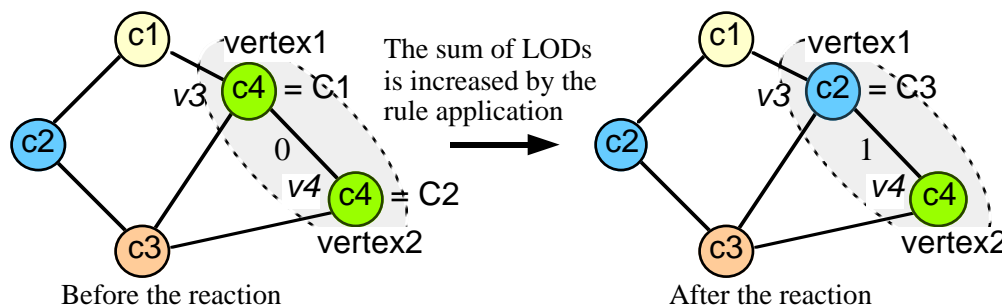 c1
vertex1
v3
c4 = C1
c2
0
v4
c4 = C2
c3
vertex2
Before the reaction
The sum of LODs
is increased by the
rule application
c1
vertex1
v3
c2 = C3
c2
1
v4
c4
c3
vertex2
After the reaction